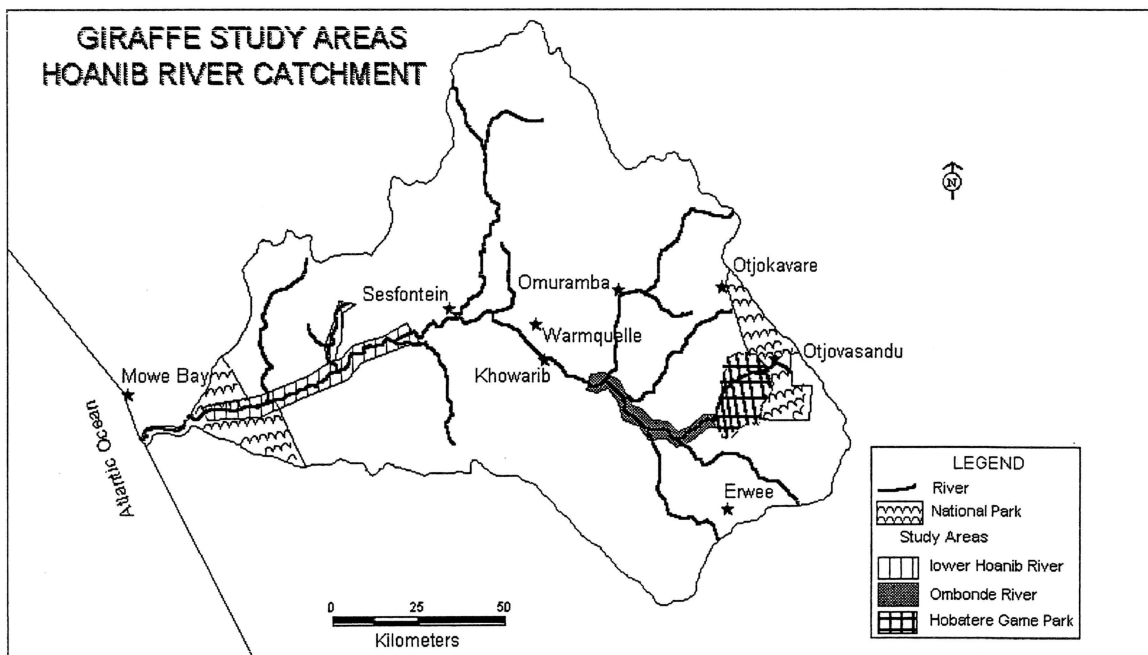 GIRAFFE STUDY AREAS
HOANIB RIVER CATCHMENT
N
Otjokavare
Omuramba
Sesfontein
Warmquelle
Otjovasandu
Khowarib
Mowe Bay
Atlantic Ocean
Erwee
LEGEND
River
National Park
Study Areas
lower Hoanib River
Ombonde River
Hobatere Game Park
0 25 50
Kilometers